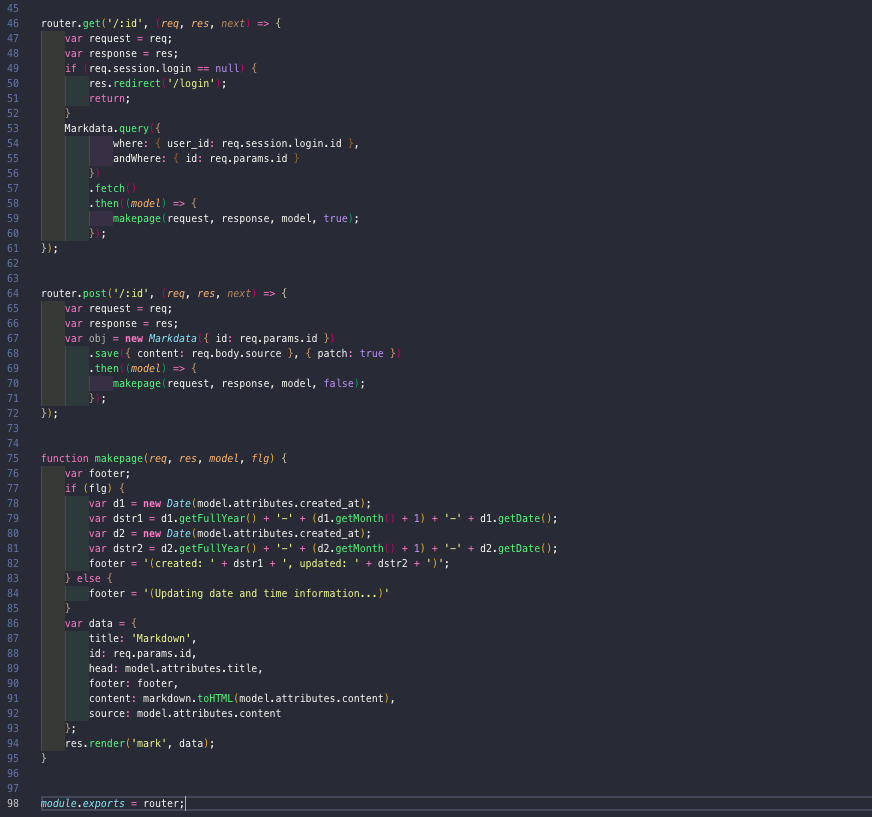 45
46 router.get('/:id', (req, res, next) => {
47     var request = req;
48     var response = res;
49     if (req.session.login == null) {
50         res.redirect('/login');
51         return;
52     }
53     Markdata.query({
54             where: { user_id: req.session.login.id },
55             andWhere: { id: req.params.id }
56         })
57         .fetch()
58         .then((model) => {
59             makepage(request, response, model, true);
60         });
61 });
62
63
64 router.post('/:id', (req, res, next) => {
65     var request = req;
66     var response = res;
67     var obj = new Markdata({ id: req.params.id })
68         .save({ content: req.body.source }, { patch: true })
69         .then((model) => {
70             makepage(request, response, model, false);
71         });
72 });
73
74
75 function makepage(req, res, model, flg) {
76     var footer;
77     if (flg) {
78         var d1 = new Date(model.attributes.created_at);
79         var dstr1 = d1.getFullYear() + '-' + (d1.getMonth() + 1) + '-' + d1.getDate();
80         var d2 = new Date(model.attributes.created_at);
81         var dstr2 = d2.getFullYear() + '-' + (d2.getMonth() + 1) + '-' + d2.getDate();
82         footer = '(created: ' + dstr1 + ', updated: ' + dstr2 + ')';
83     } else {
84         footer = '(Updating date and time information...)'
85     }
86     var data = {
87         title: 'Markdown',
88         id: req.params.id,
89         head: model.attributes.title,
90         footer: footer,
91         content: markdown.toHTML(model.attributes.content),
92         source: model.attributes.content
93     };
94     res.render('mark', data);
95 }
96
97
98 module.exports = router;